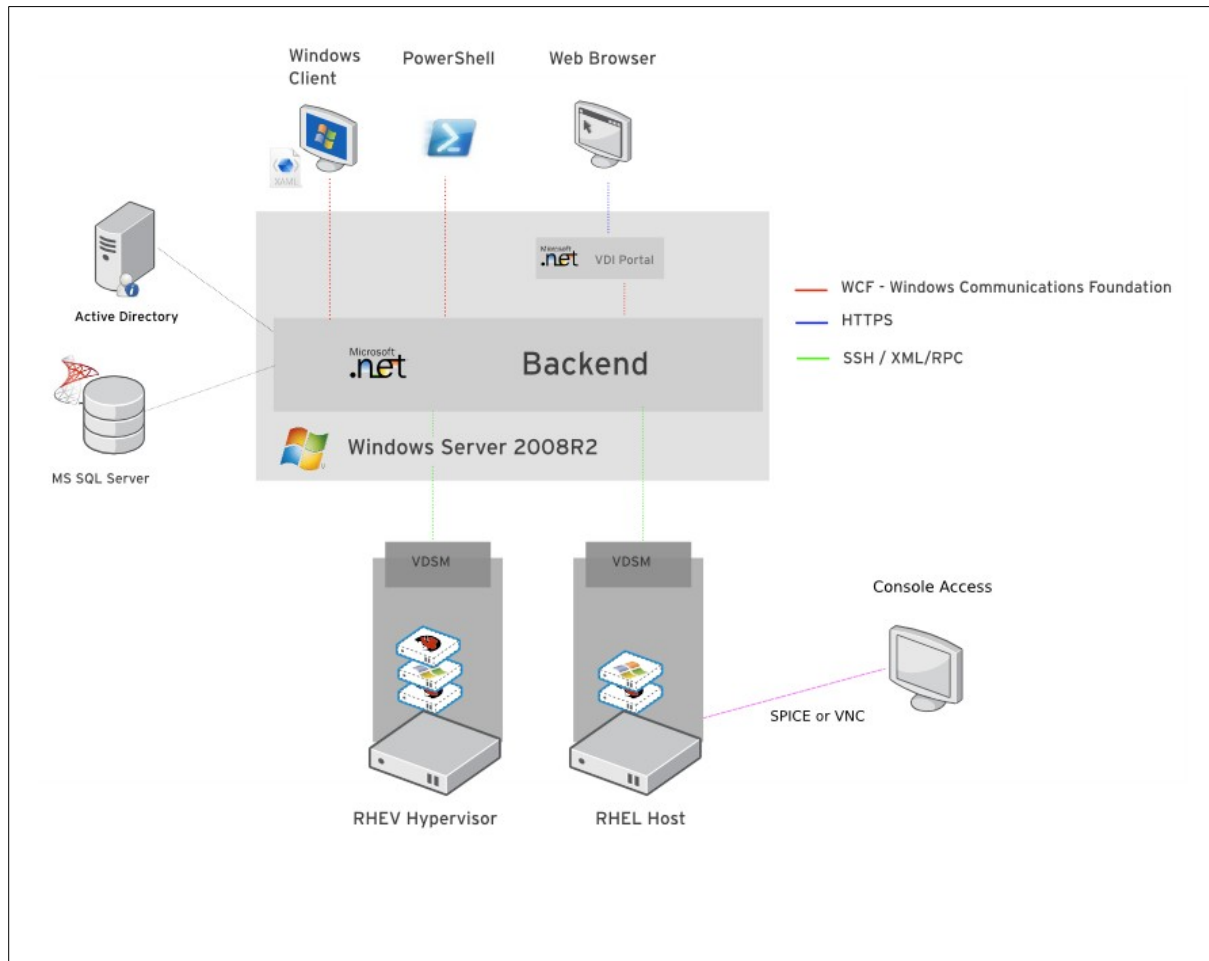 Windows
Client
PowerShell
Web Browser
XAML
Microsoft
.net
VDI Portal
Active Directory
WCF - Windows Communications Foundation
HTTPS
SSH / XML/RPC
Microsoft
.net
Backend
Windows Server 2008R2
MS SQL Server
VDSM
VDSM
Console Access
SPICE or VNC
RHEV Hypervisor
RHEL Host